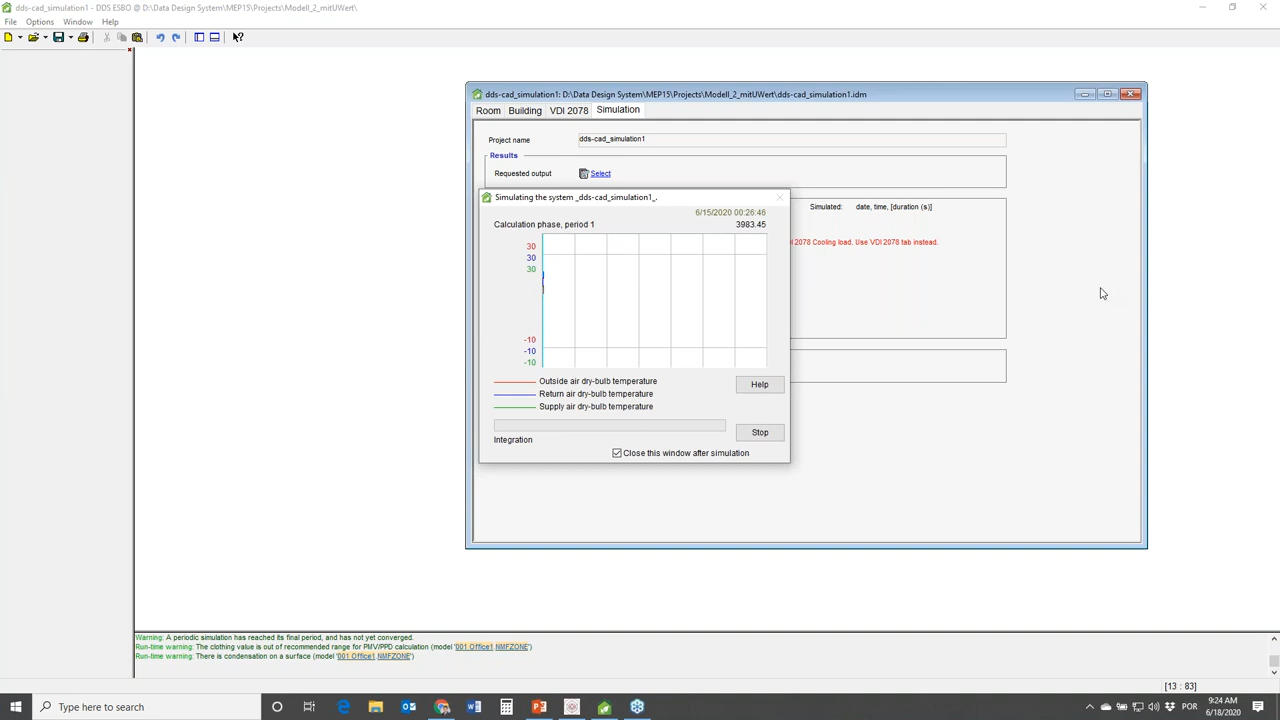 dds-cad_simulation1 - DDS ESBO @ D:\Data Design System\MEP15\Projects\Modell_2_mitUWert\
File Options Window Help
dds-cad_simulation1: D:\Data Design System\MEP15\Projects\Modell_2_mitUWert\dds-cad_simulation1.idm
Room Building VDI 2078 Simulation
Project name dds-cad_simulation1
Results
Requested output Select
Simulating the system _dds-cad_simulation1_.
Simulated: date, time, [duration (s)]
6/15/2020 00:26:46
Calculation phase, period 1 3983.45
2078 Cooling load. Use VDI 2078 tab instead.
30
30
30
-10
-10
-10
Outside air dry-bulb temperature
Return air dry-bulb temperature
Supply air dry-bulb temperature
Help
Integration
Stop
Close this window after simulation
Warning: A periodic simulation has reached its final period, and has not yet converged.
Run-time warning: The clothing value is out of recommended range for PMV/PPD calculation (model '001 Office1.NMFZONE')
Run-time warning: There is condensation on a surface (model '001 Office1.NMFZONE')
[13 : 83]
Type here to search
POR
9:24 AM
6/18/2020